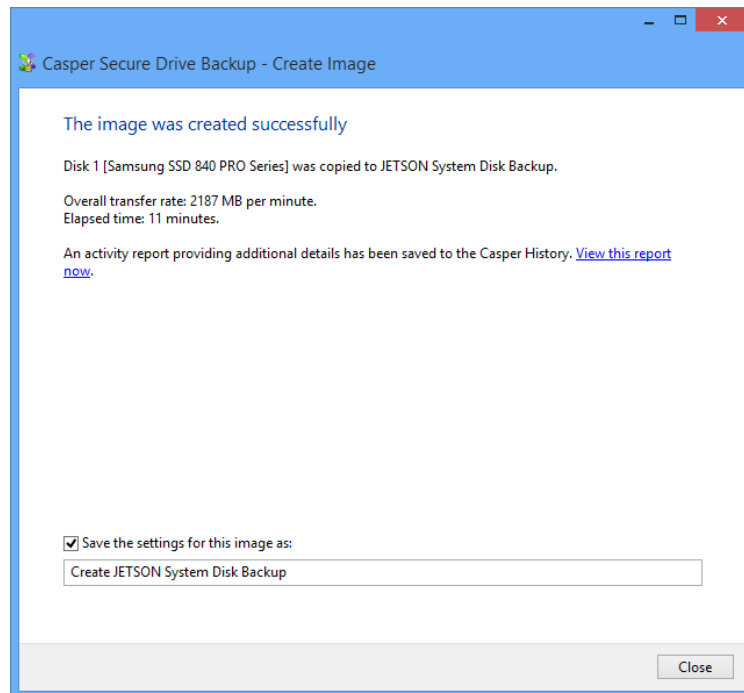 Casper Secure Drive Backup - Create Image
The image was created successfully
Disk 1 [Samsung SSD 840 PRO Series] was copied to JETSON System Disk Backup.
Overall transfer rate: 2187 MB per minute.
Elapsed time: 11 minutes.
An activity report providing additional details has been saved to the Casper History. View this report
now.
Save the settings for this image as:
Create JETSON System Disk Backup
Close